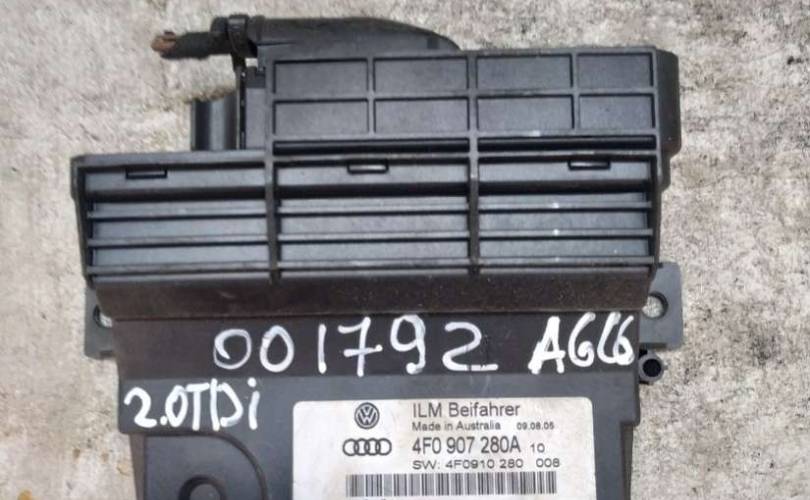 001792 A6C6
2.0TDi
ILM Beifahrer
Made in Australia 09.08.05
4F0 907 280A 10
SW: 4F0910 280 008